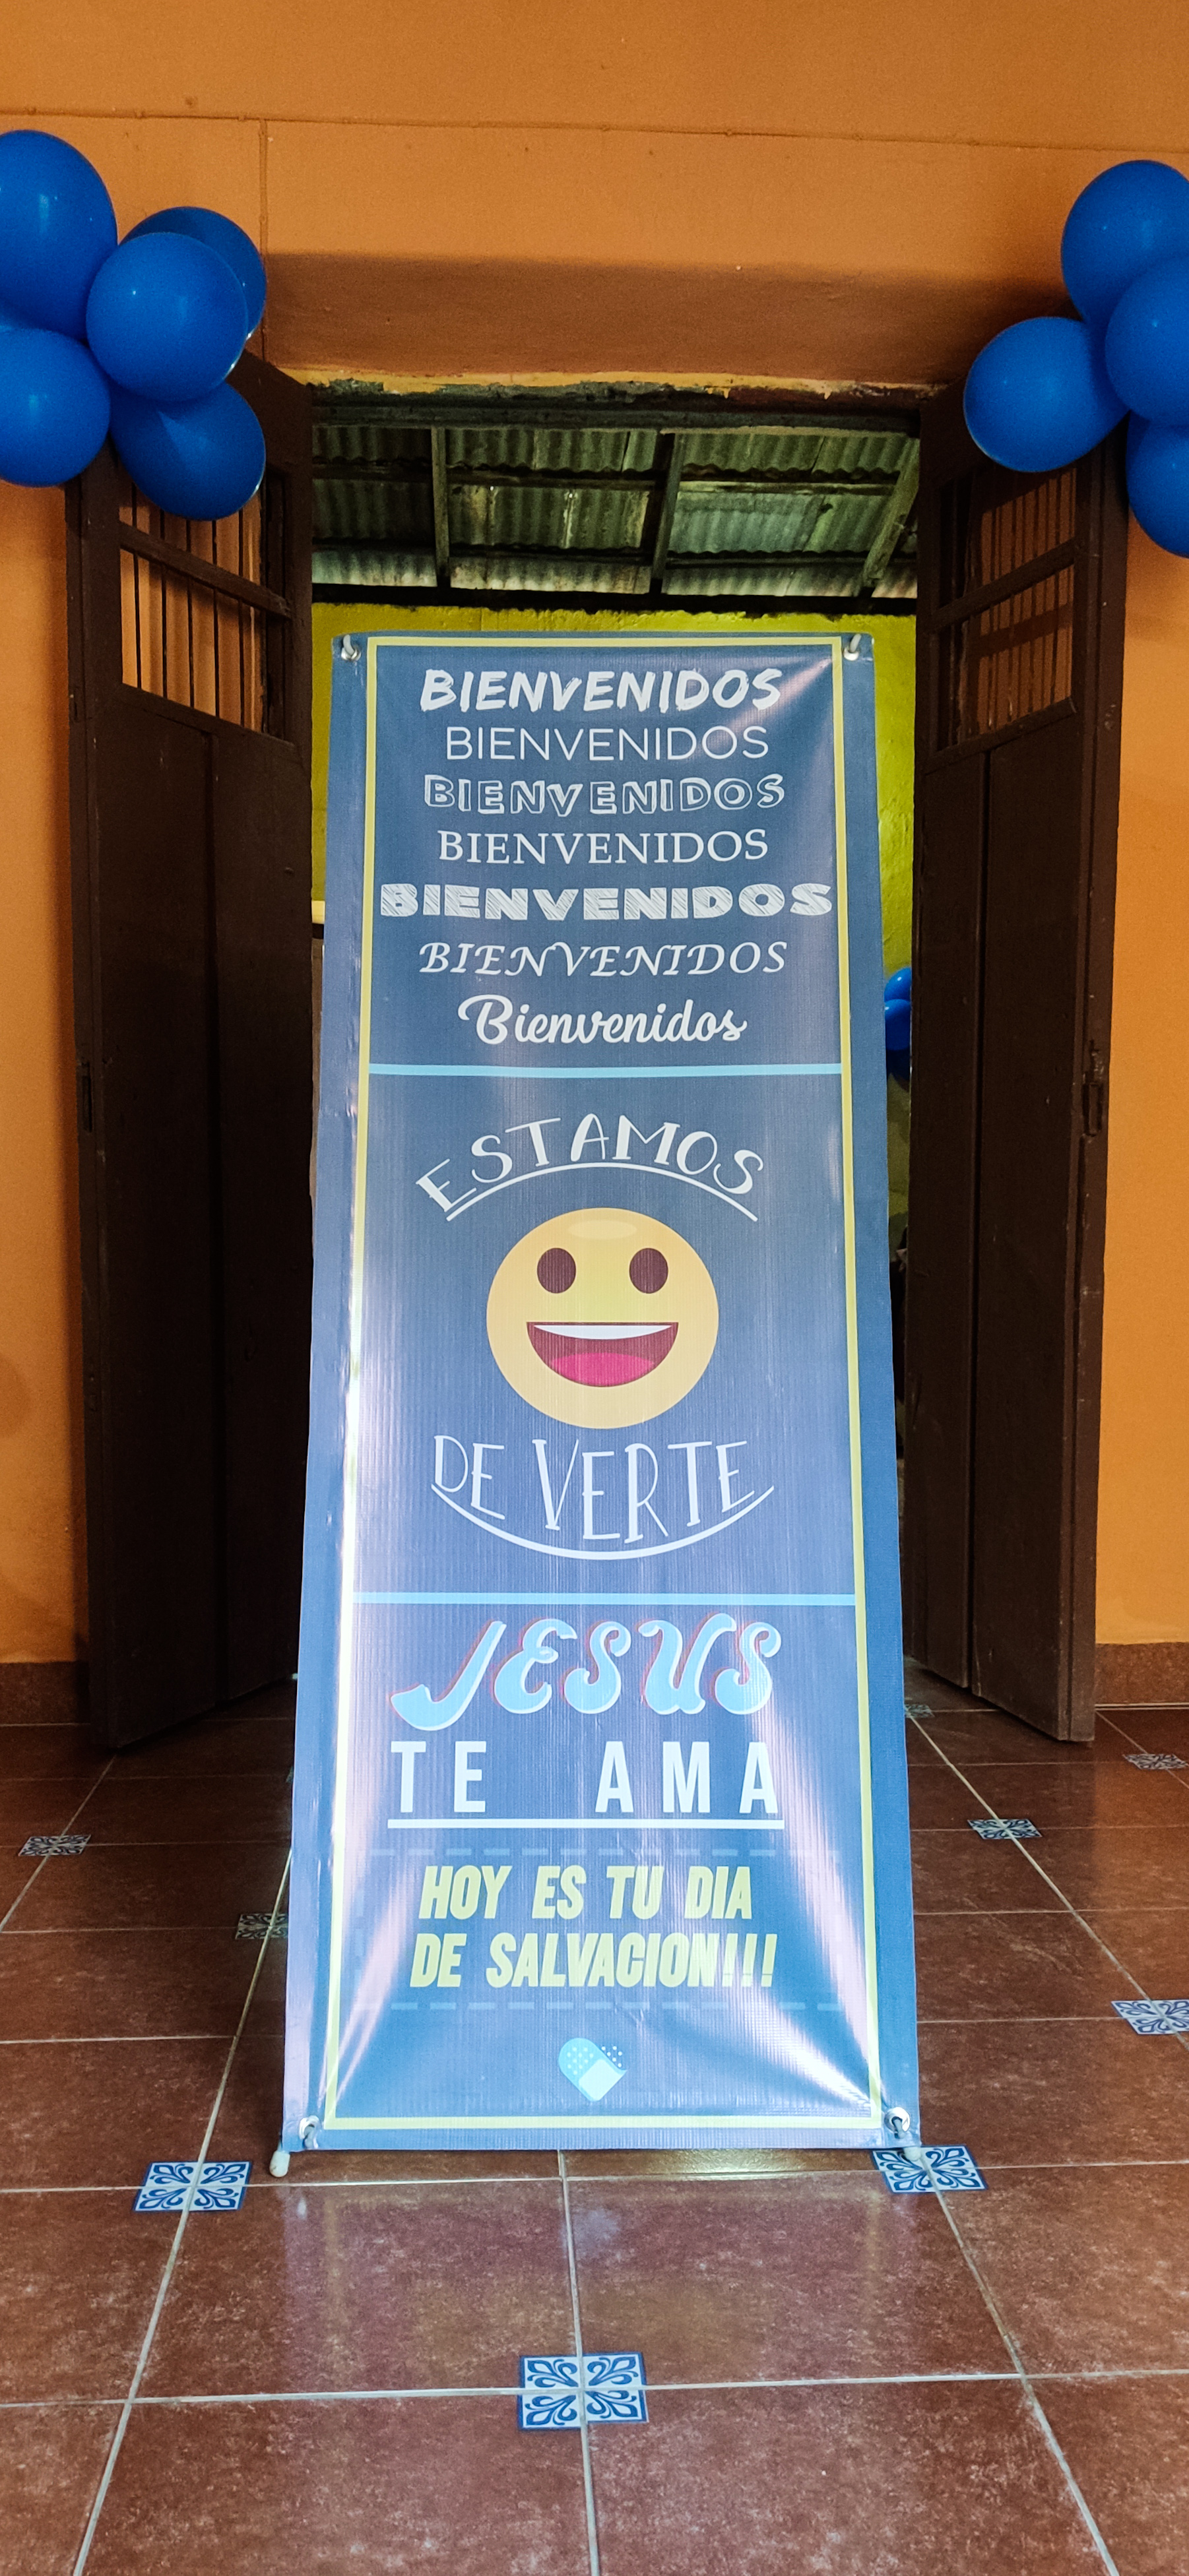 BIENVENIDOS
BIENVENIDOS
BIENVENIDOS
BIENVENIDOS
BIENVENIDOS
BIENVENIDOS
Bienvenidos
ESTAMOS
DE VERTE
JESUS
TE AMA
HOY ES TU DIA
DE SALVACION!!!